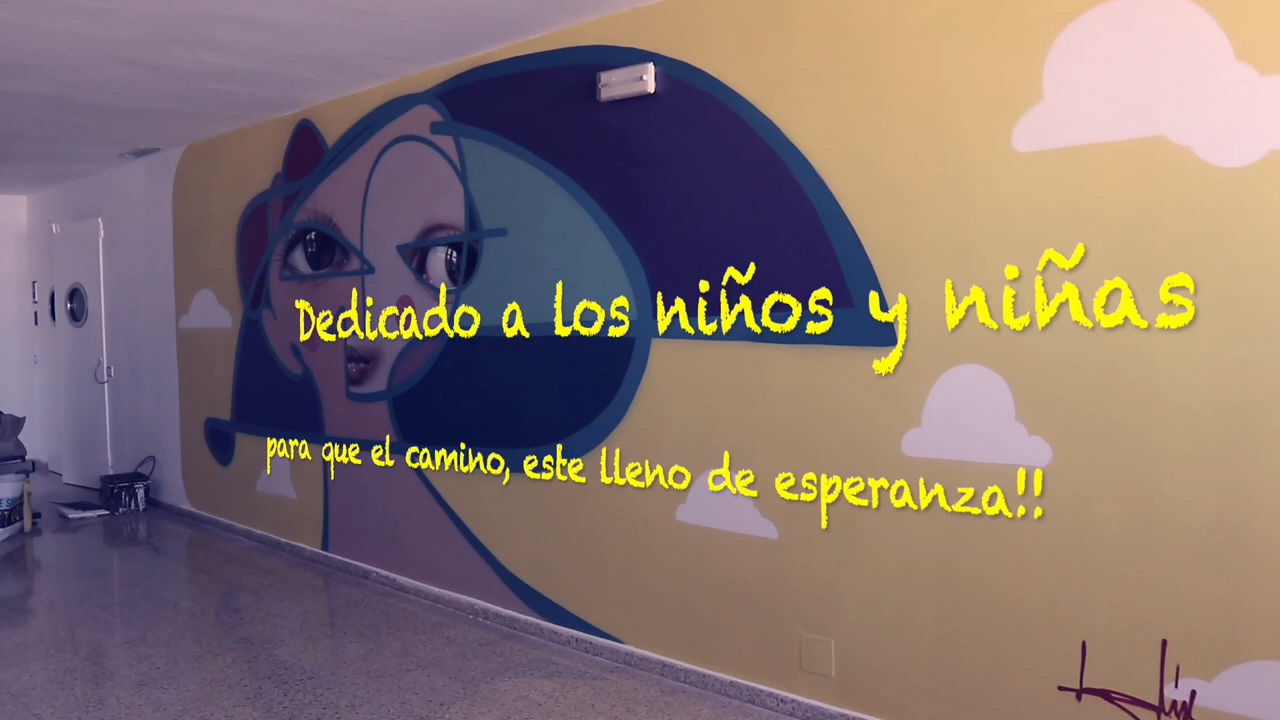 Dedicado a los niños y niñas
para que el camino, este lleno de esperanza!!